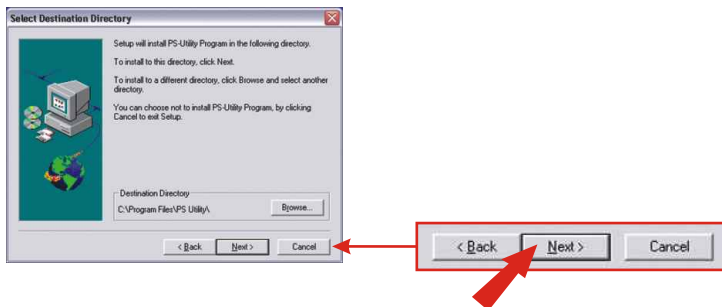 Select Destination Directory
Setup will install PS-Utility Program in the following directory.
To install to this directory, click Next.
To install to a different directory, click Browse and select another
directory.
You can choose not to install PS-Utility Program, by clicking
Cancel to exit Setup.
Destination Directory
C:\Program Files\PS Utility\
Browse...
< Back Next > Cancel
< Back Next > Cancel